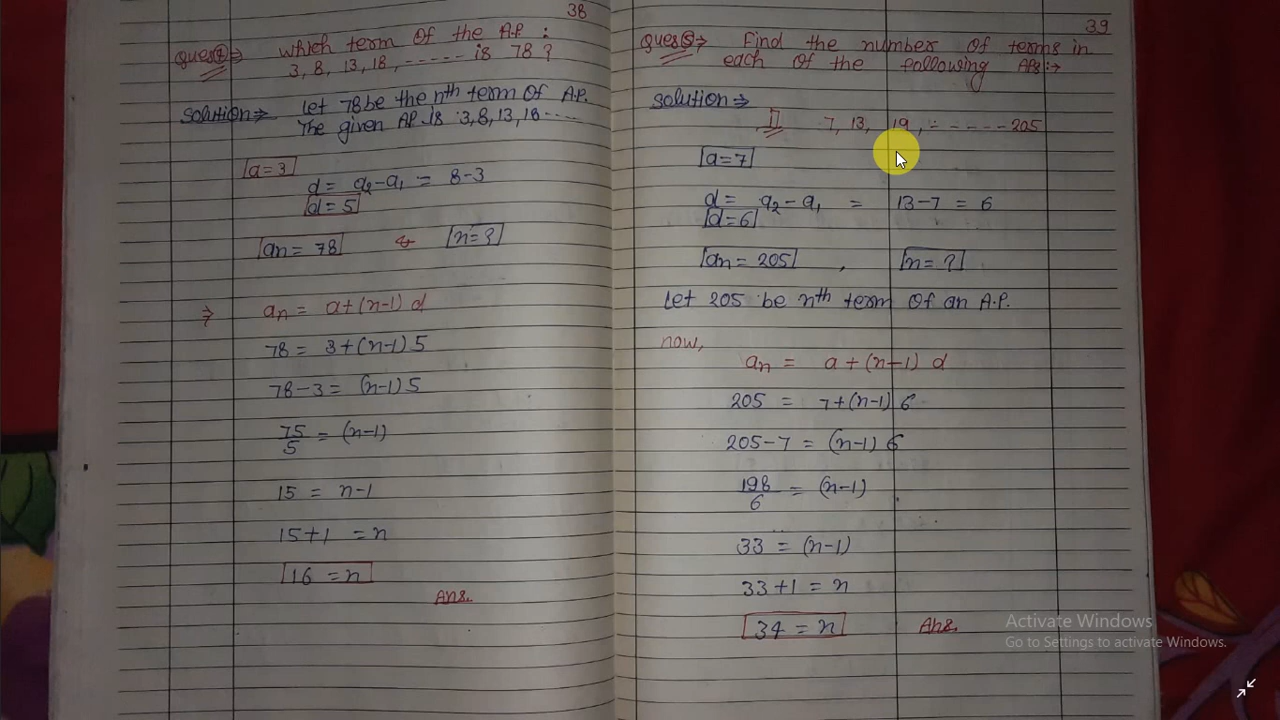 38
Ques④⇒ which term of the A.P. :
3, 8, 13, 18, ------ is 78 ?
Solution⇒ Let 78 be the nth term of A.P.
The given A.P. is : 3, 8, 13, 18 ----
a = 3
d = a₂ - a₁ = 8-3
d = 5
an = 78 & n = ?
⇒ an = a + (n-1) d
78 = 3 + (n-1) 5
78 - 3 = (n-1) 5
75/5 = (n-1)
15 = n-1
15+1 = n
16 = n
Ans.
39
Ques⑤⇒ Find the number of terms in
each of the following APs :→
Solution⇒
I 7, 13, 19, ------ 205
a = 7
d = a₂ - a₁ = 13 - 7 = 6
d = 6
an = 205 , n = ?
Let 205 be nth term of an A.P.
now,
an = a + (n-1) d
205 = 7 + (n-1) 6
205 - 7 = (n-1) 6
198/6 = (n-1)
33 = (n-1)
33 + 1 = n
34 = n Ans.
Activate Windows
Go to Settings to activate Windows.